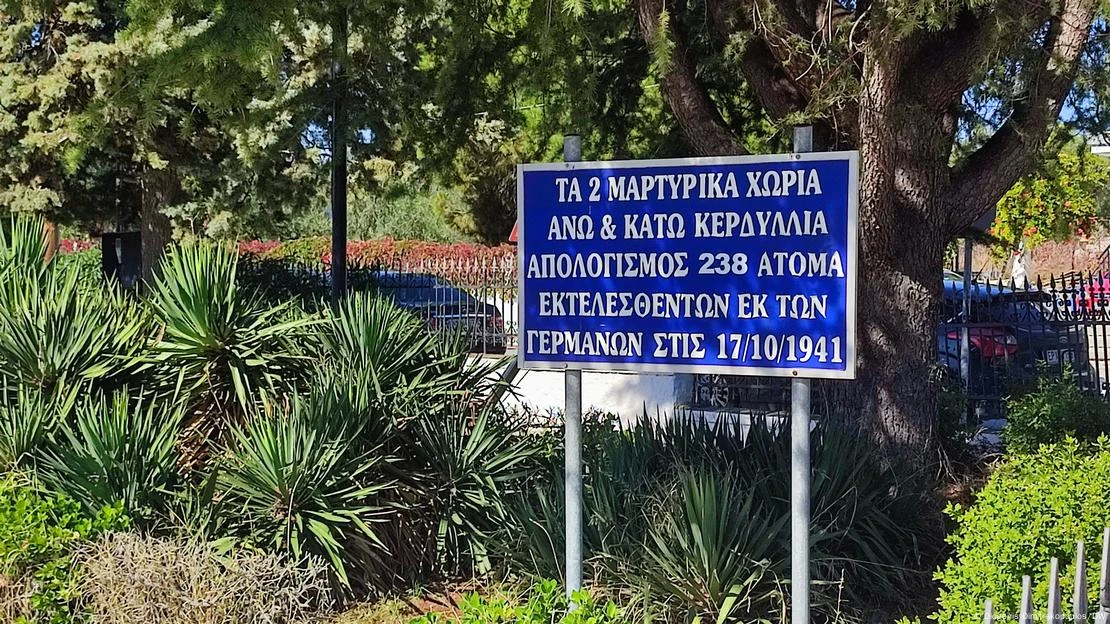 ΤΑ 2 ΜΑΡΤΥΡΙΚΑ ΧΩΡΙΑ
ΑΝΩ & ΚΑΤΩ ΚΕΡΔΥΛΛΙΑ
ΑΠΟΛΟΓΙΣΜΟΣ 238 ΑΤΟΜΑ
ΕΚΤΕΛΕΣΘΕΝΤΩΝ ΕΚ ΤΩΝ
ΓΕΡΜΑΝΩΝ ΣΤΙΣ 17/10/1941